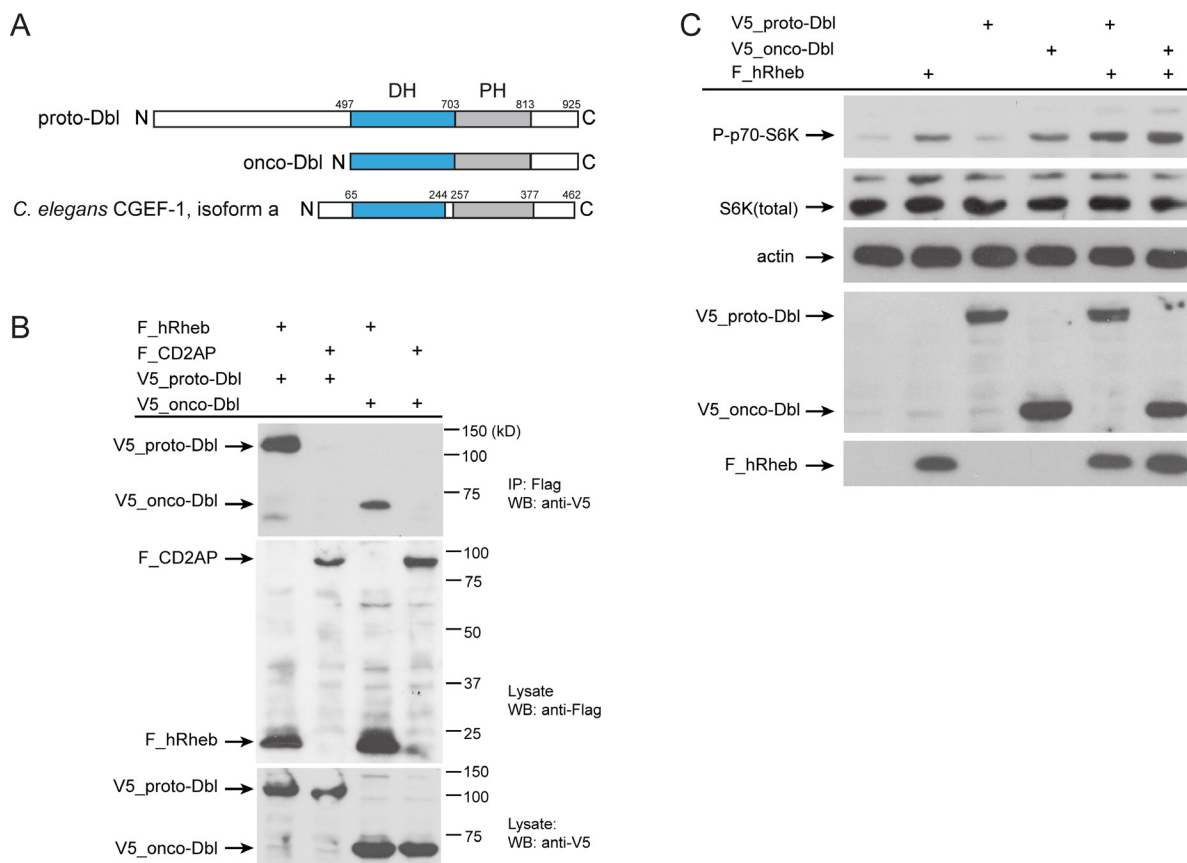 A
DH PH
497 703 813 925
proto-Dbl N C
onco-Dbl N C
65 244 257 377 462
C. elegans CGEF-1, isoform a N C
B
F_hRheb + +
F_CD2AP + +
V5_proto-Dbl + +
V5_onco-Dbl + +
150 (kD)
V5_proto-Dbl
100
75
V5_onco-Dbl
IP: Flag
WB: anti-V5
F_CD2AP
100
75
50
37
Lysate
WB: anti-Flag
25
F_hRheb
150
V5_proto-Dbl
100
Lysate:
75
WB: anti-V5
V5_onco-Dbl
C
V5_proto-Dbl + +
V5_onco-Dbl + +
F_hRheb + + +
P-p70-S6K
S6K(total)
actin
V5_proto-Dbl
V5_onco-Dbl
F_hRheb